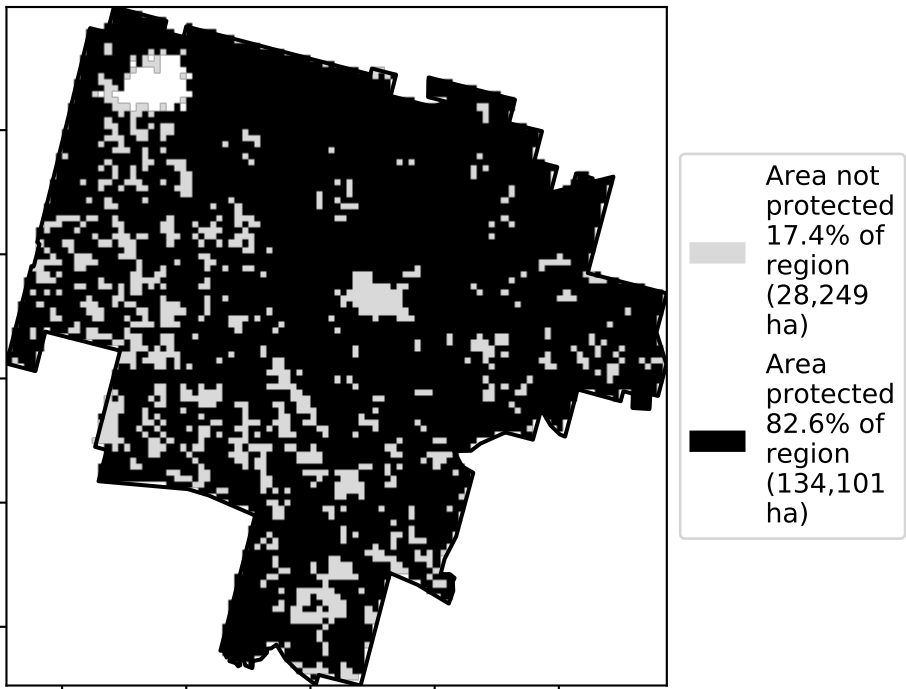 Area not
protected
17.4% of
region
(28,249
ha)
Area
protected
82.6% of
region
(134,101
ha)